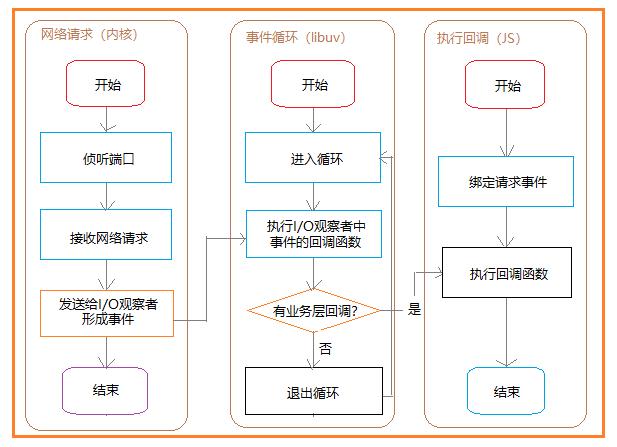 网络请求（内核）
开始
侦听端口
接收网络请求
发送给I/O观察者
形成事件
结束
事件循环（libuv）
开始
进入循环
执行I/O观察者中
事件的回调函数
有业务层回调?
是
否
退出循环
执行回调（JS）
开始
绑定请求事件
执行回调函数
结束